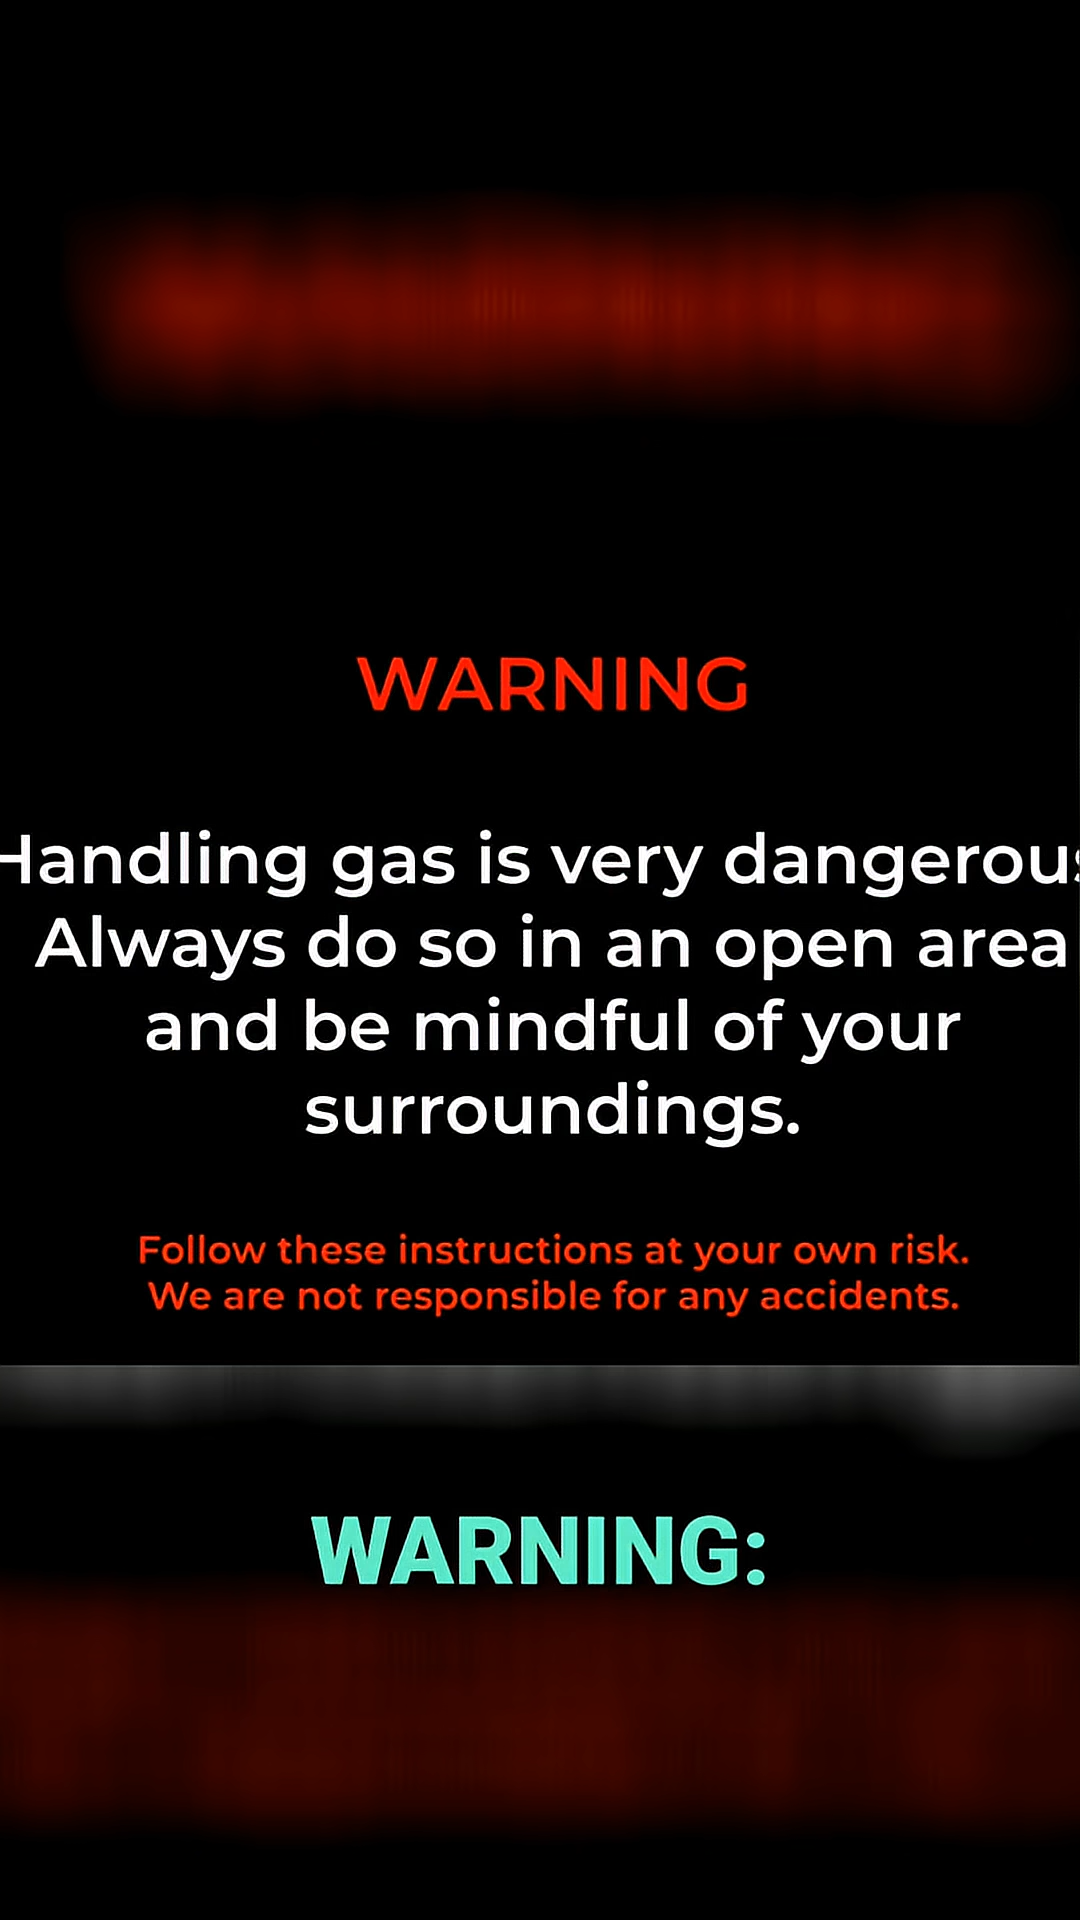 WARNING
Handling gas is very dangerous
Always do so in an open area
and be mindful of your
surroundings.
Follow these instructions at your own risk.
We are not responsible for any accidents.
WARNING: